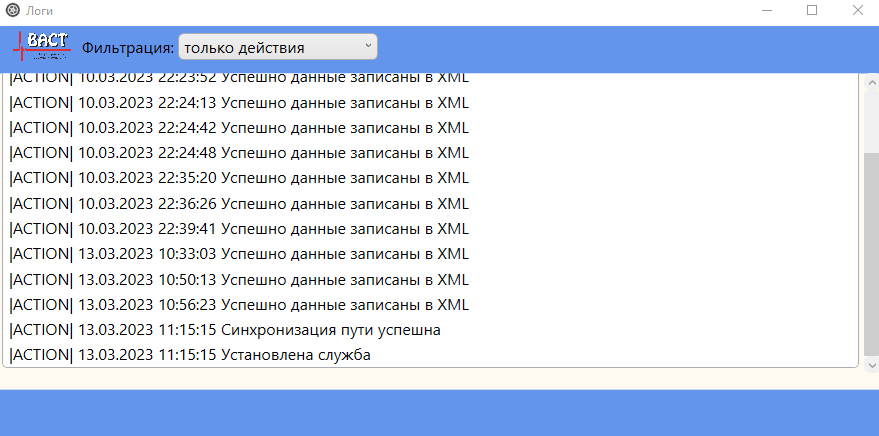 Логи
ВАСТ
Фильтрация: только действия
|ACTION| 10.03.2023 22:23:52 Успешно данные записаны в XML
|ACTION| 10.03.2023 22:24:13 Успешно данные записаны в XML
|ACTION| 10.03.2023 22:24:42 Успешно данные записаны в XML
|ACTION| 10.03.2023 22:24:48 Успешно данные записаны в XML
|ACTION| 10.03.2023 22:35:20 Успешно данные записаны в XML
|ACTION| 10.03.2023 22:36:26 Успешно данные записаны в XML
|ACTION| 10.03.2023 22:39:41 Успешно данные записаны в XML
|ACTION| 13.03.2023 10:33:03 Успешно данные записаны в XML
|ACTION| 13.03.2023 10:50:13 Успешно данные записаны в XML
|ACTION| 13.03.2023 10:56:23 Успешно данные записаны в XML
|ACTION| 13.03.2023 11:15:15 Синхронизация пути успешна
|ACTION| 13.03.2023 11:15:15 Установлена служба